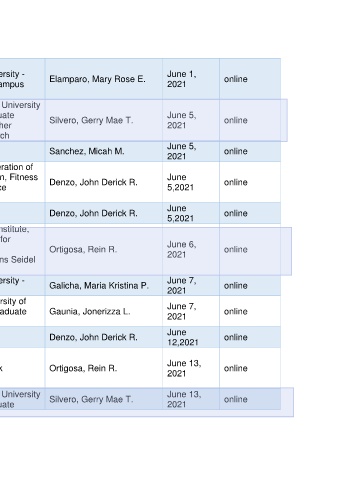 ersity -
ampus
Elamparo, Mary Rose E.
June 1,
2021
online
University
uate
her
ch
Silvero, Gerry Mae T.
June 5,
2021
online
Sanchez, Micah M.
June 5,
2021
online
eration of
n, Fitness
ce
Denzo, John Derick R.
June
5,2021
online
Denzo, John Derick R.
June
5,2021
online
nstitute,
for
ns Seidel
Ortigosa, Rein R.
June 6,
2021
online
ersity -
Galicha, Maria Kristina P.
June 7,
2021
online
rsity of
aduate
Gaunia, Jonerizza L.
June 7,
2021
online
Denzo, John Derick R.
June
12,2021
online
k
Ortigosa, Rein R.
June 13,
2021
online
University
uate
Silvero, Gerry Mae T.
June 13,
2021
online